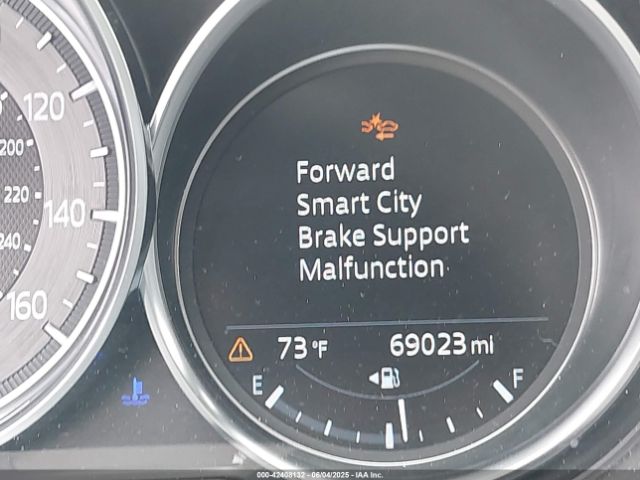 120
200
220
140
240
160
Forward
Smart City
Brake Support
Malfunction
73 °F
69023 mi
E
F
000-42408132 - 06/04/2025 - IAA Inc.